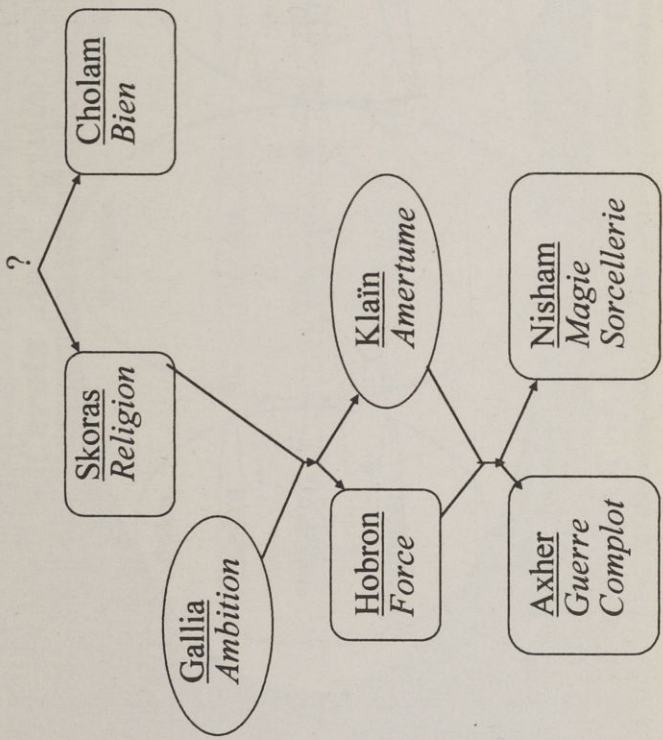 ?
Skoras
Religion
Cholam
Bien
Gallia
Ambition
Hobron
Force
Klaïn
Amertume
Axher
Guerre
Complot
Nisham
Magie
Sorcellerie